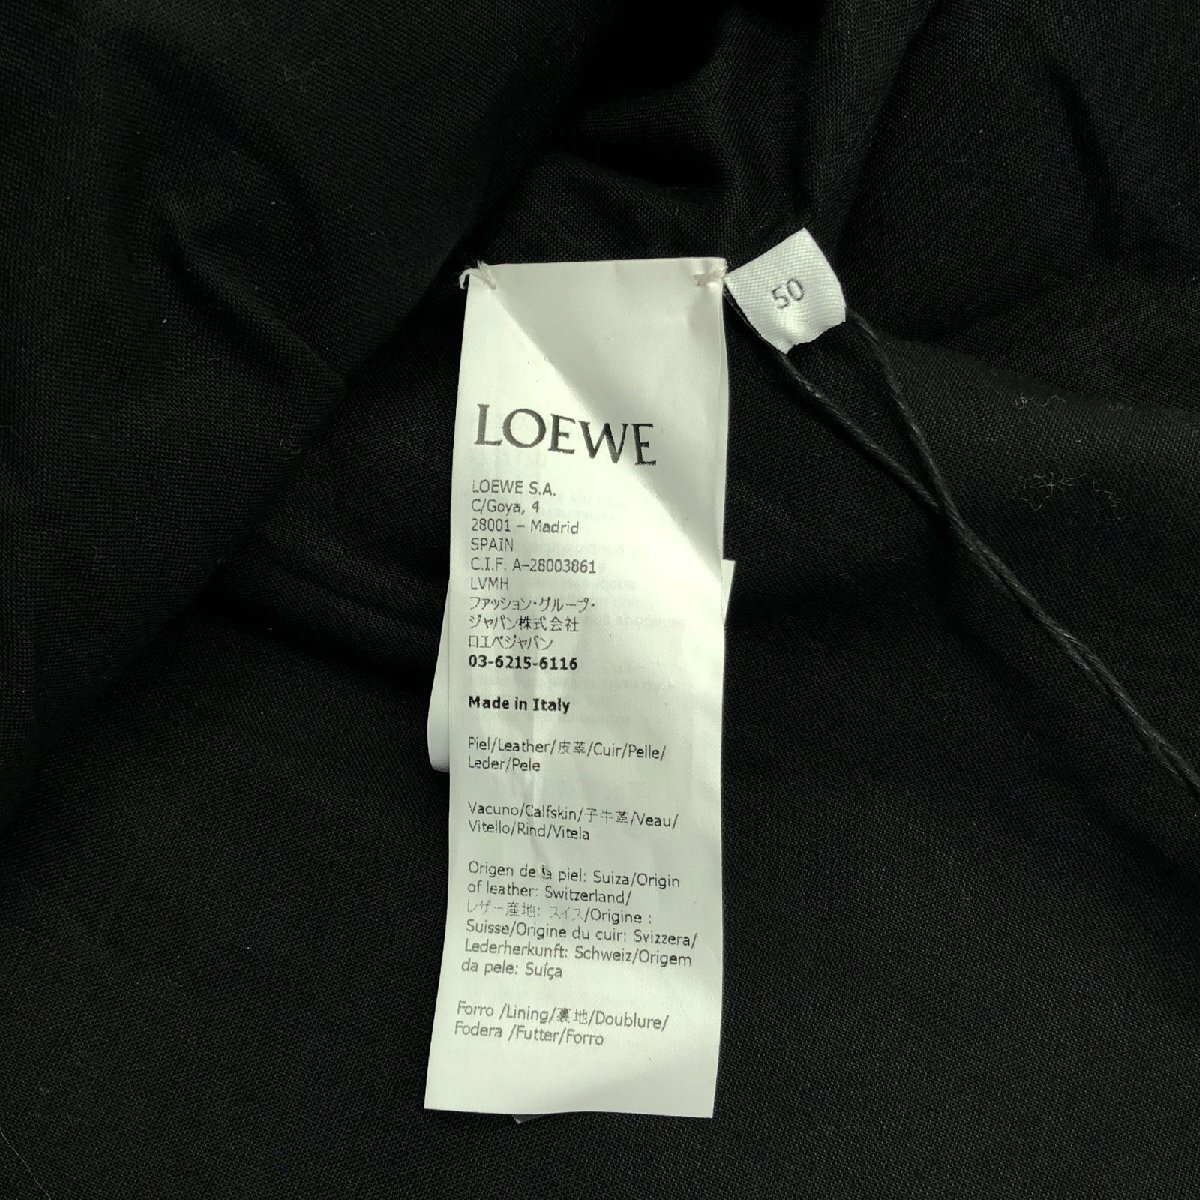 50
LOEWE
LOEWE S.A.
C/Goya, 4
28001 – Madrid
SPAIN
C.I.F. A-28003861
LVMH
ファッション・グループ・
ジャパン株式会社
ロエベジャパン
03-6215-6116
Made in Italy
Piel/Leather/皮革/Cuir/Pelle/
Leder/Pele
Vacuno/Calfskin/子牛革/Veau/
Vitello/Rind/Vitela
Origen de la piel: Suiza/Origin
of leather: Switzerland/
レザー産地: スイス/Origine :
Suisse/Origine du cuir: Svizzera/
Lederherkunft: Schweiz/Origem
da pele: Suíça
Forro /Lining/裏地/Doublure/
Fodera /Futter/Forro